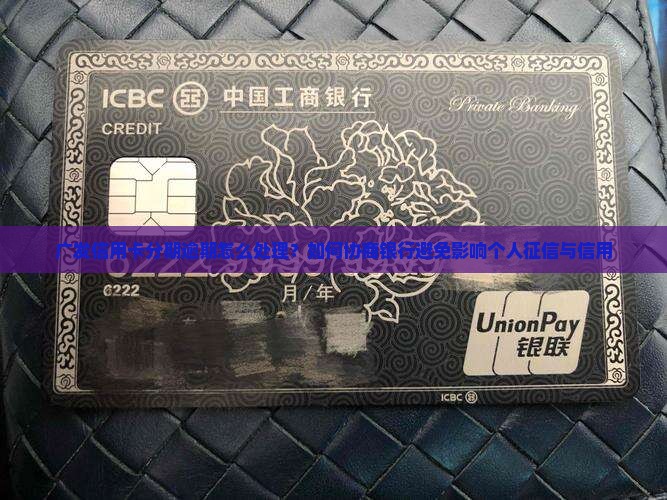 ICBC 中国工商银行
Private Banking
CREDIT
广发信用卡分期逾期怎么处理？如何协商银行避免影响个人征信与信用
6222
月/年
UnionPay
银联
ICBC